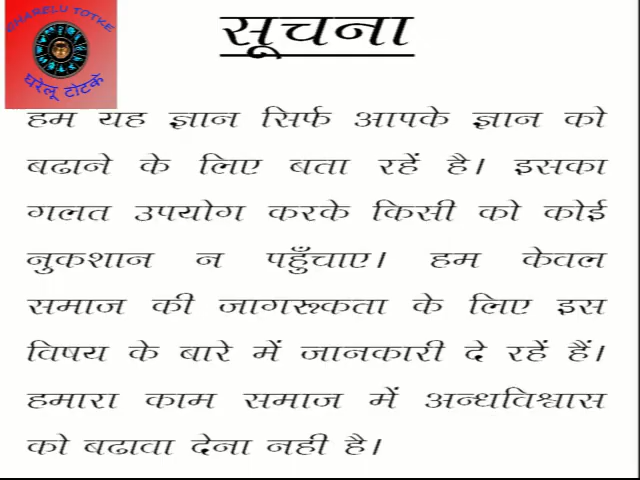 GHARELU TOTKE
घरेलू टोटके
सूचना
हम यह ज्ञान सिर्फ आपके ज्ञान को
बढाने के लिए बता रहें है। इसका
गलत उपयोग करके किसी को कोई
नुकशान न पहुँचाए। हम केवल
समाज की जागरूकता के लिए इस
विषय के बारे में जानकारी दे रहें हैं।
हमारा काम समाज में अन्धविश्वास
को बढावा देना नही है।